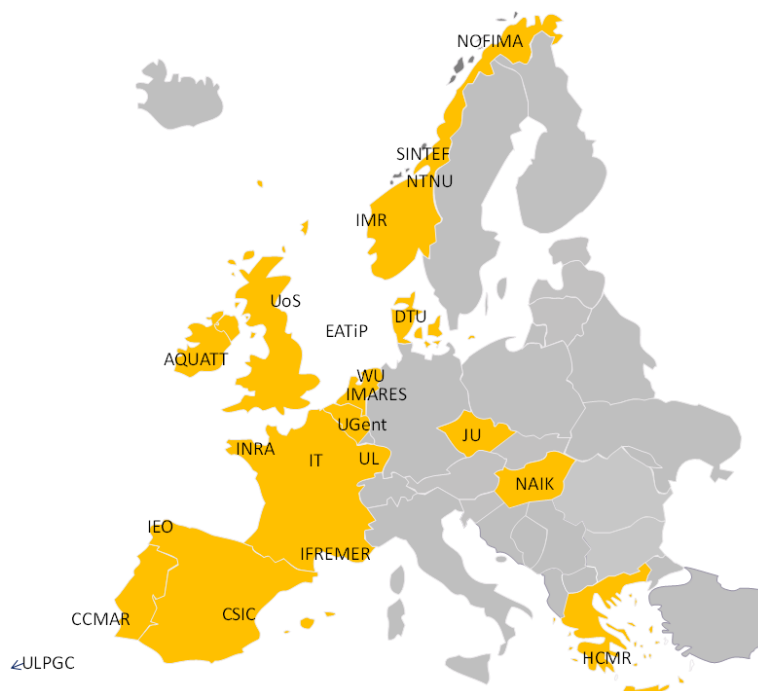 NOFIMA
SINTEF
NTNU
IMR
UoS
DTU
EATiP
AQUATT
WU
IMARES
UGent
JU
INRA
IT
UL
NAIK
IEO
IFREMER
CSIC
CCMAR
HCMR
ULPGC